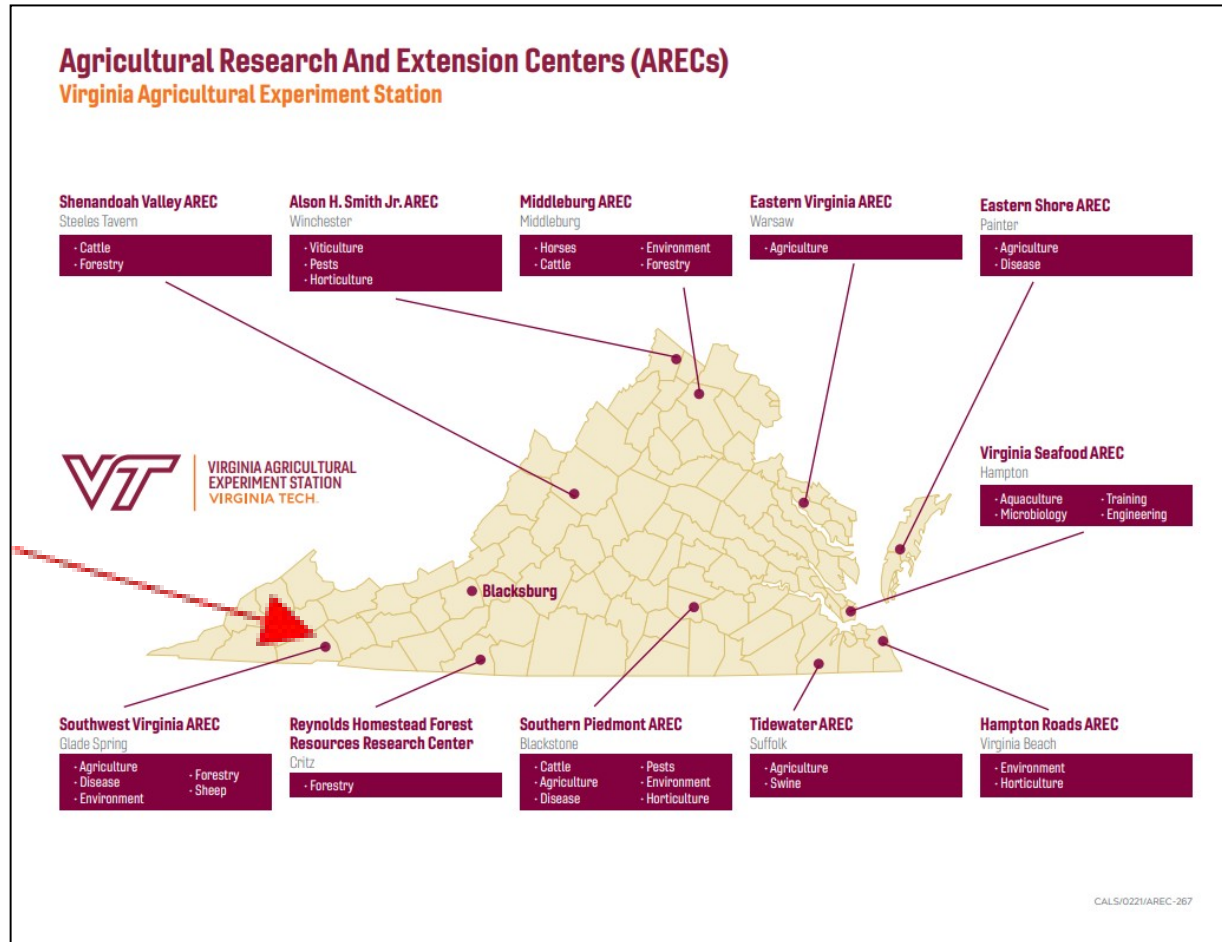 Agricultural Research And Extension Centers (ARECs)
Virginia Agricultural Experiment Station
Shenandoah Valley AREC
Steeles Tavern
· Cattle
· Forestry
Alson H. Smith Jr. AREC
Winchester
· Viticulture
· Pests
· Horticulture
Middleburg AREC
Middleburg
· Horses
· Cattle
· Environment
· Forestry
Eastern Virginia AREC
Warsaw
· Agriculture
Eastern Shore AREC
Painter
· Agriculture
· Disease
VT
VIRGINIA AGRICULTURAL
EXPERIMENT STATION
VIRGINIA TECH.
Virginia Seafood AREC
Hampton
· Aquaculture
· Microbiology
· Training
· Engineering
Blacksburg
Southwest Virginia AREC
Glade Spring
· Agriculture
· Disease
· Environment
· Forestry
· Sheep
Reynolds Homestead Forest
Resources Research Center
Critz
· Forestry
Southern Piedmont AREC
Blackstone
· Cattle
· Agriculture
· Disease
· Pests
· Environment
· Horticulture
Tidewater AREC
Suffolk
· Agriculture
· Swine
Hampton Roads AREC
Virginia Beach
· Environment
· Horticulture
CALS/0221/AREC-267